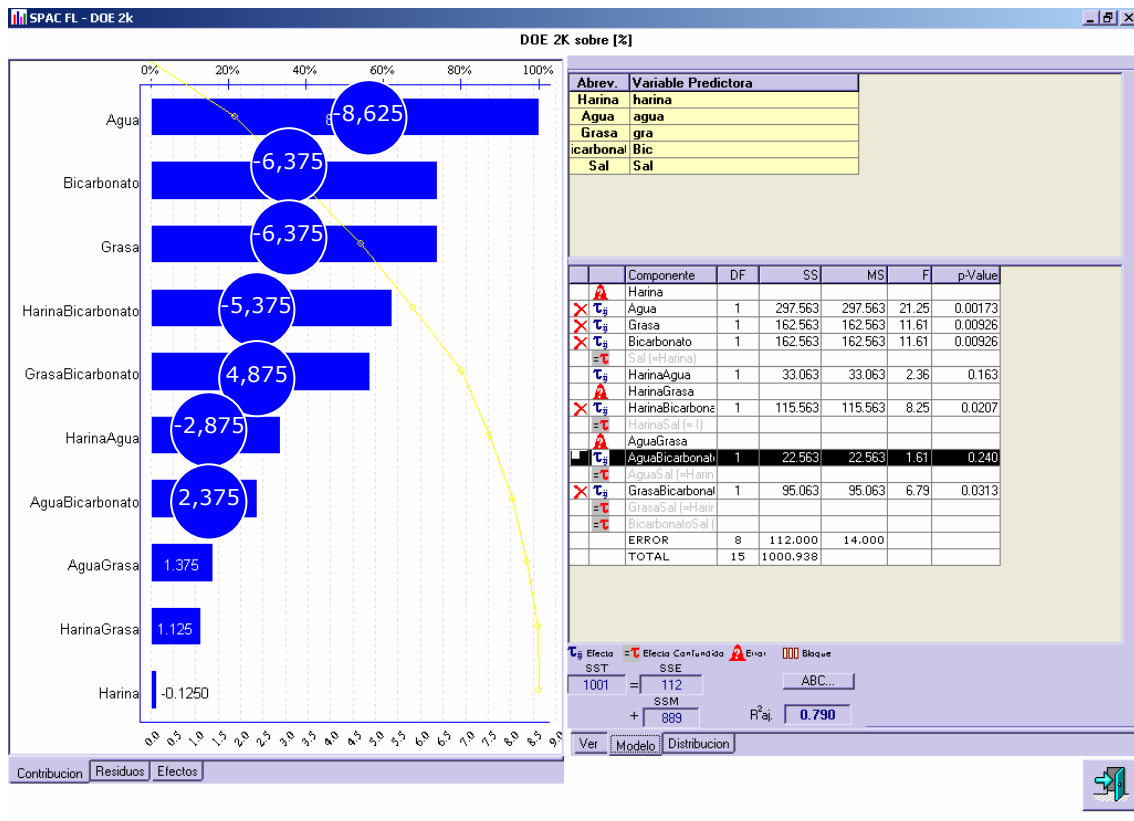 SPAC FL - DOE 2k
DOE 2K sobre [%]
0% 20% 40% 60% 80% 100%
Agua -8,625
Bicarbonato -6,375
Grasa -6,375
HarinaBicarbonato -5,375
GrasaBicarbonato 4,875
HarinaAgua -2,875
AguaBicarbonato 2,375
AguaGrasa 1.375
HarinaGrasa 1.125
Harina -0.1250
0.0 0.5 1.0 1.5 2.0 2.5 3.0 3.5 4.0 4.5 5.0 5.5 6.0 6.5 7.0 7.5 8.0 8.5 9.0
Contribucion Residuos Efectos
Abrev. Variable Predictora
Harina harina
Agua agua
Grasa gra
icarbonat Bic
Sal Sal
Componente DF SS MS F p-Value
Harina
Agua 1 297.563 297.563 21.25 0.00173
Grasa 1 162.563 162.563 11.61 0.00926
Bicarbonato 1 162.563 162.563 11.61 0.00926
Sal (=Harina)
HarinaAgua 1 33.063 33.063 2.36 0.163
HarinaGrasa
HarinaBicarbona 1 115.563 115.563 8.25 0.0207
HarinaSal (= I)
AguaGrasa
AguaBicarbonato 1 22.563 22.563 1.61 0.240
AguaSal (=Harin
GrasaBicarbonat 1 95.063 95.063 6.79 0.0313
GrasaSal (=Harir
BicarbonatoSal (
ERROR 8 112.000 14.000
TOTAL 15 1000.938
τij Efecto =τ Efecto Confundido ? Error Bloque
SST SSE
1001 = 112 ABC...
SSM
+ 889 R²aj. 0.790
Ver Modelo Distribucion